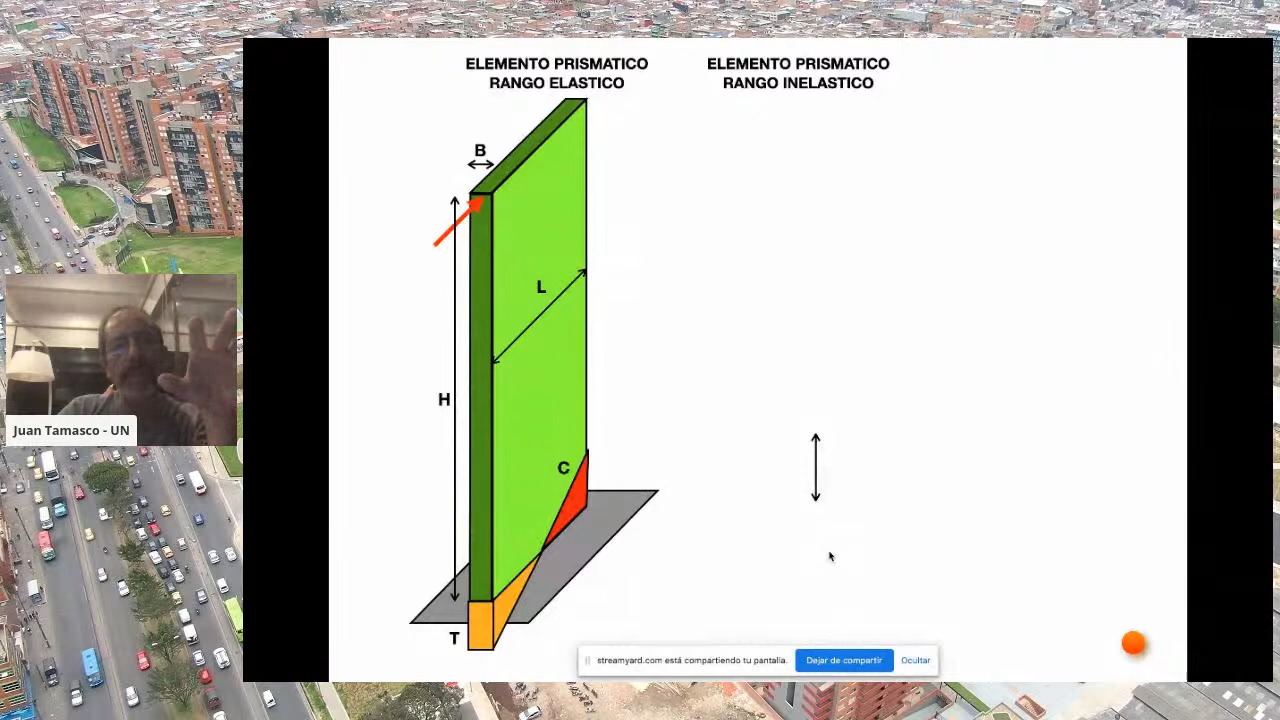 ELEMENTO PRISMATICO
RANGO ELASTICO
ELEMENTO PRISMATICO
RANGO INELASTICO
B
L
H
C
T
Juan Tamasco - UN
streamyard.com está compartiendo tu pantalla.
Dejar de compartir
Ocultar